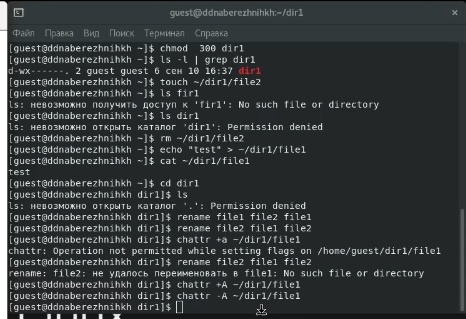 guest@ddnaberezhnihkh:~/dir1
Файл Правка Вид Поиск Терминал Справка
[guest@ddnaberezhnihkh ~]$ chmod  300 dir1
[guest@ddnaberezhnihkh ~]$ ls -l | grep dir1
d-wx------. 2 guest guest 6 сен 10 16:37 dir1
[guest@ddnaberezhnihkh ~]$ touch ~/dir1/file2
[guest@ddnaberezhnihkh ~]$ ls fir1
ls: невозможно получить доступ к 'fir1': No such file or directory
[guest@ddnaberezhnihkh ~]$ ls dir1
ls: невозможно открыть каталог 'dir1': Permission denied
[guest@ddnaberezhnihkh ~]$ rm ~/dir1/file2
[guest@ddnaberezhnihkh ~]$ echo "test" > ~/dir1/file1
[guest@ddnaberezhnihkh ~]$ cat ~/dir1/file1
test
[guest@ddnaberezhnihkh ~]$ cd dir1
[guest@ddnaberezhnihkh dir1]$ ls
ls: невозможно открыть каталог '.': Permission denied
[guest@ddnaberezhnihkh dir1]$ rename file1 file2 file1
[guest@ddnaberezhnihkh dir1]$ rename file2 file1 file2
[guest@ddnaberezhnihkh dir1]$ chattr +a ~/dir1/file1
chattr: Operation not permitted while setting flags on /home/guest/dir1/file1
[guest@ddnaberezhnihkh dir1]$ rename file2 file1 file2
rename: file2: не удалось переименовать в file1: No such file or directory
[guest@ddnaberezhnihkh dir1]$ chattr +A ~/dir1/file1
[guest@ddnaberezhnihkh dir1]$ chattr -A ~/dir1/file1
[guest@ddnaberezhnihkh dir1]$